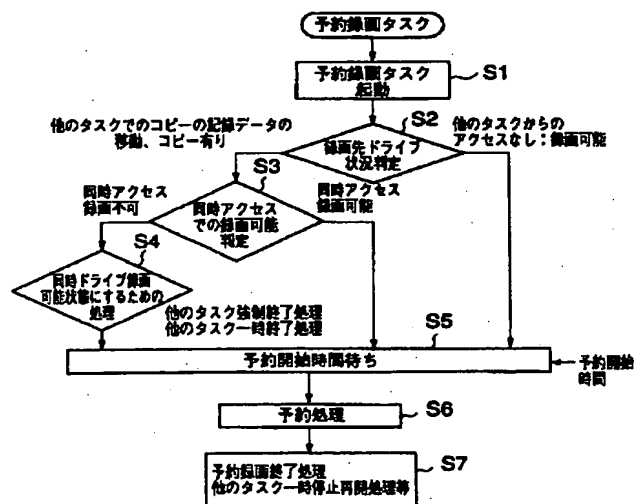 予約録画タスク
予約録画タスク
起動
S1
他のタスクでのコピーの記録データの
移動、コピー有り
S2
録画先ドライブ
状況判定
他のタスクからの
アクセスなし:録画可能
S3
同時アクセス
録画不可
同時アクセス
での録画可能
判定
同時アクセス
録画可能
S4
同時ドライブ録画
可能状態にするための
処理
他のタスク強制終了処理
他のタスク一時終了処理
S5
予約開始時間待ち
予約開始
時間
予約処理
S6
S7
予約録画終了処理
他のタスク一時停止再開処理等